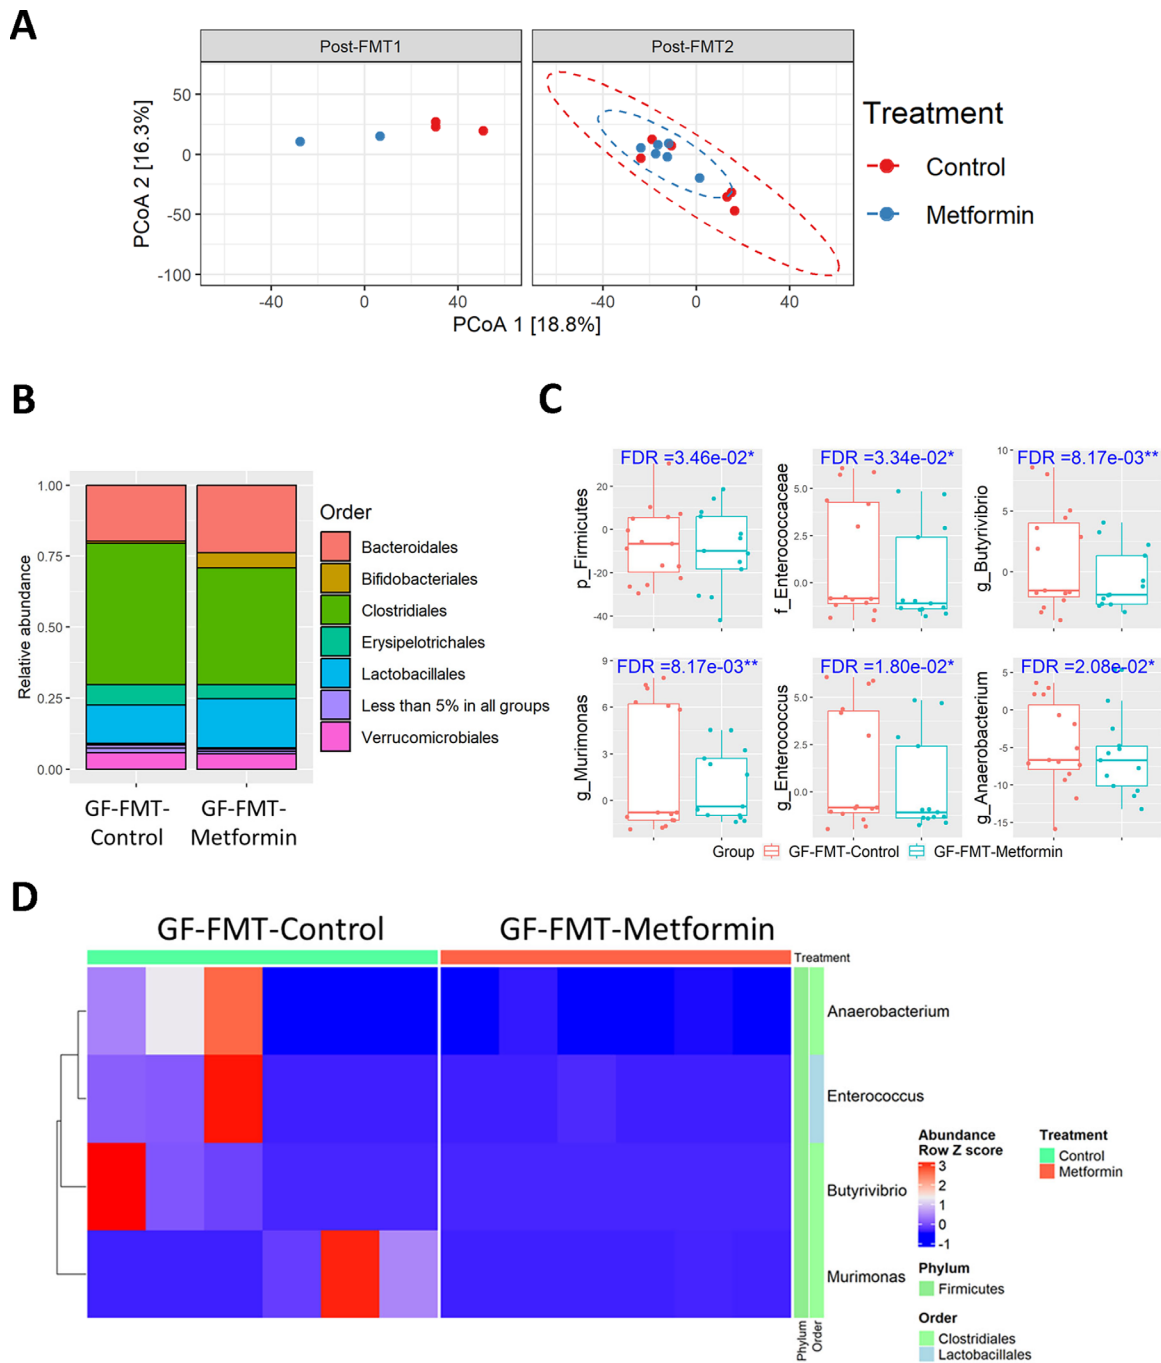 A
Post-FMT1
Post-FMT2
50
0
-50
-100
PCoA 2 [16.3%]
-40
0
40
-40
0
40
PCoA 1 [18.8%]
Treatment
Control
Metformin
B
1.00
0.75
0.50
0.25
0.00
Relative abundance
GF-FMT-
Control
GF-FMT-
Metformin
Order
Bacteroidales
Bifidobacteriales
Clostridiales
Erysipelotrichales
Lactobacillales
Less than 5% in all groups
Verrucomicrobiales
C
FDR =3.46e-02*
p_Firmicutes
20
0
-20
-40
FDR =3.34e-02*
f_Enterococcaceae
5.0
2.5
0.0
FDR =8.17e-03**
g_Butyrivibrio
10
5
0
FDR =8.17e-03**
g_Murimonas
9
6
3
0
FDR =1.80e-02*
g_Enterococcus
5.0
2.5
0.0
FDR =2.08e-02*
g_Anaerobacterium
5
0
-5
-10
-15
Group
GF-FMT-Control
GF-FMT-Metformin
D
GF-FMT-Control
GF-FMT-Metformin
Treatment
Anaerobacterium
Enterococcus
Butyrivibrio
Murimonas
Phylum
Order
Abundance
Row Z score
3
2
1
0
-1
Treatment
Control
Metformin
Phylum
Firmicutes
Order
Clostridiales
Lactobacillales